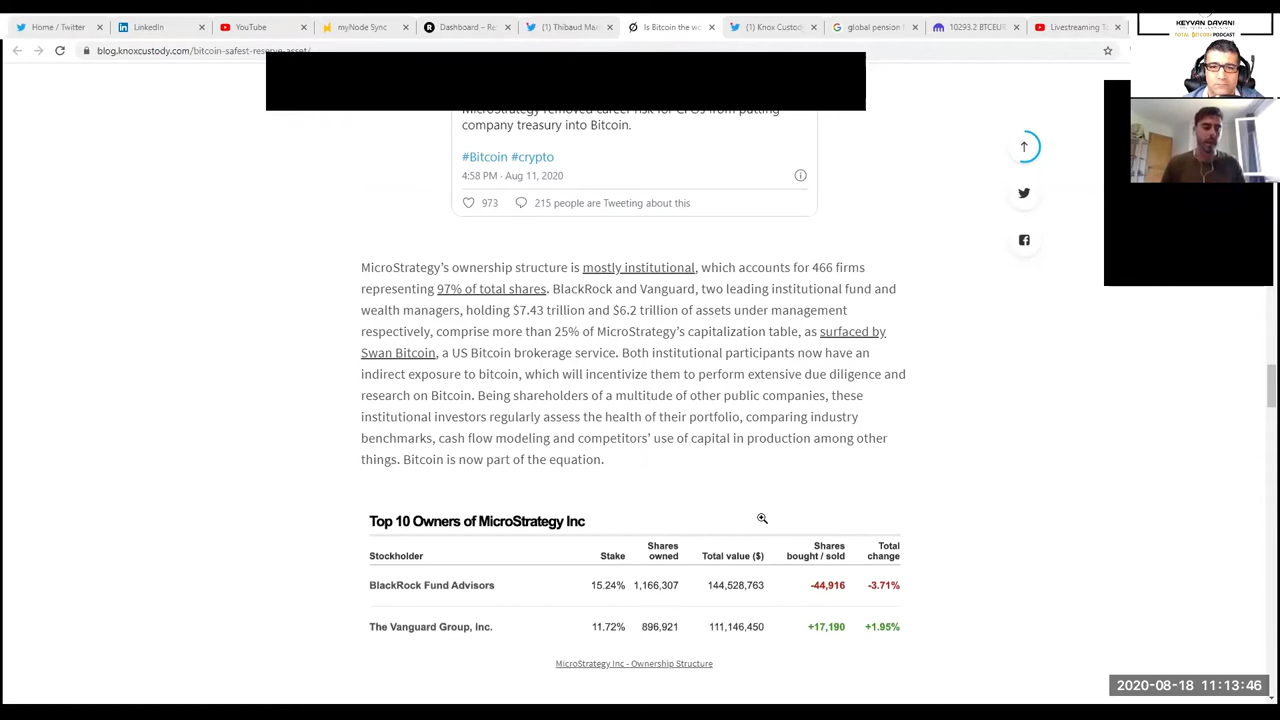 Home / Twitter
LinkedIn
YouTube
myNode Sync
Dashboard – Re
(1) Thibaud Mar
Is Bitcoin the wo
(1) Knox Custody
global pension
10293.2 BTCEUR
Livestreaming T
KEYVAN DAVANI
TOTAL BITCOIN PODCAST
blog.knoxcustody.com/bitcoin-safest-reserve-asset/
MicroStrategy removed career risk for CFOs from putting
company treasury into Bitcoin.
#Bitcoin #crypto
4:58 PM · Aug 11, 2020
973 215 people are Tweeting about this
MicroStrategy's ownership structure is mostly institutional, which accounts for 466 firms
representing 97% of total shares. BlackRock and Vanguard, two leading institutional fund and
wealth managers, holding $7.43 trillion and $6.2 trillion of assets under management
respectively, comprise more than 25% of MicroStrategy's capitalization table, as surfaced by
Swan Bitcoin, a US Bitcoin brokerage service. Both institutional participants now have an
indirect exposure to bitcoin, which will incentivize them to perform extensive due diligence and
research on Bitcoin. Being shareholders of a multitude of other public companies, these
institutional investors regularly assess the health of their portfolio, comparing industry
benchmarks, cash flow modeling and competitors' use of capital in production among other
things. Bitcoin is now part of the equation.
Top 10 Owners of MicroStrategy Inc
Stockholder Stake Shares owned Total value ($) Shares bought / sold Total change
BlackRock Fund Advisors 15.24% 1,166,307 144,528,763 -44,916 -3.71%
The Vanguard Group, Inc. 11.72% 896,921 111,146,450 +17,190 +1.95%
MicroStrategy Inc - Ownership Structure
2020-08-18 11:13:46